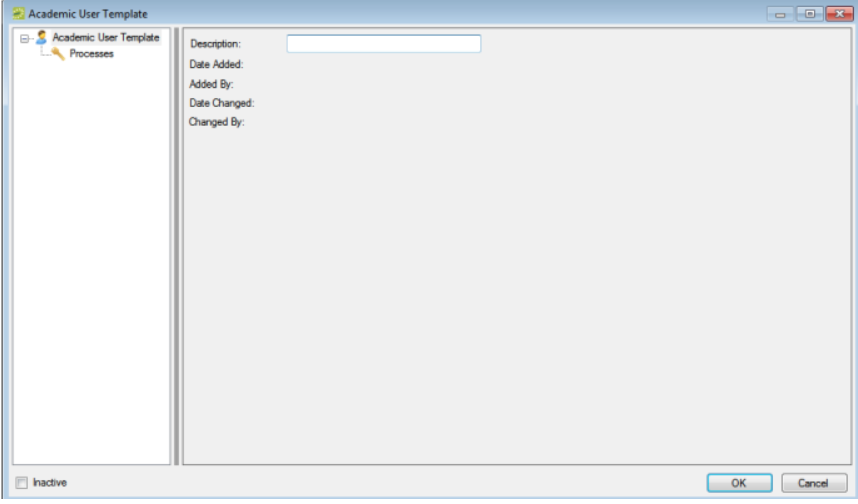 Academic User Template
Academic User Template
Processes
Description:
Date Added:
Added By:
Date Changed:
Changed By:
Inactive
OK
Cancel